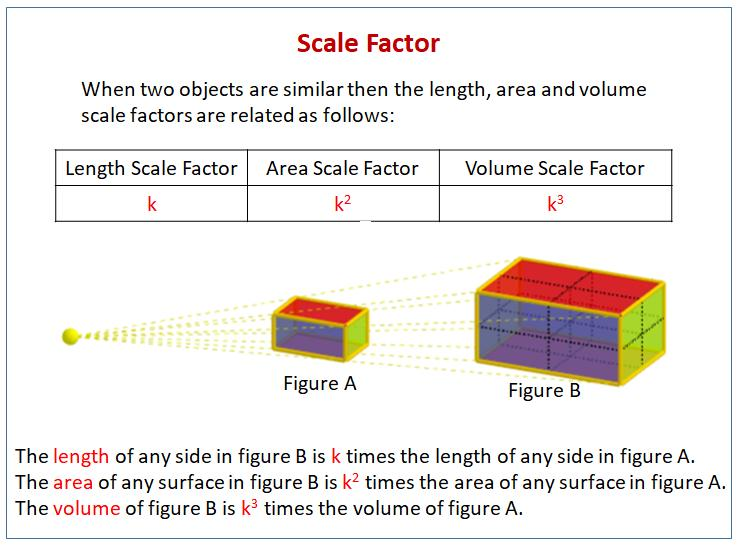 Scale Factor
When two objects are similar then the length, area and volume
scale factors are related as follows:
Length Scale Factor Area Scale Factor Volume Scale Factor
k k² k³
Figure A
Figure B
The length of any side in figure B is k times the length of any side in figure A.
The area of any surface in figure B is k² times the area of any surface in figure A.
The volume of figure B is k³ times the volume of figure A.